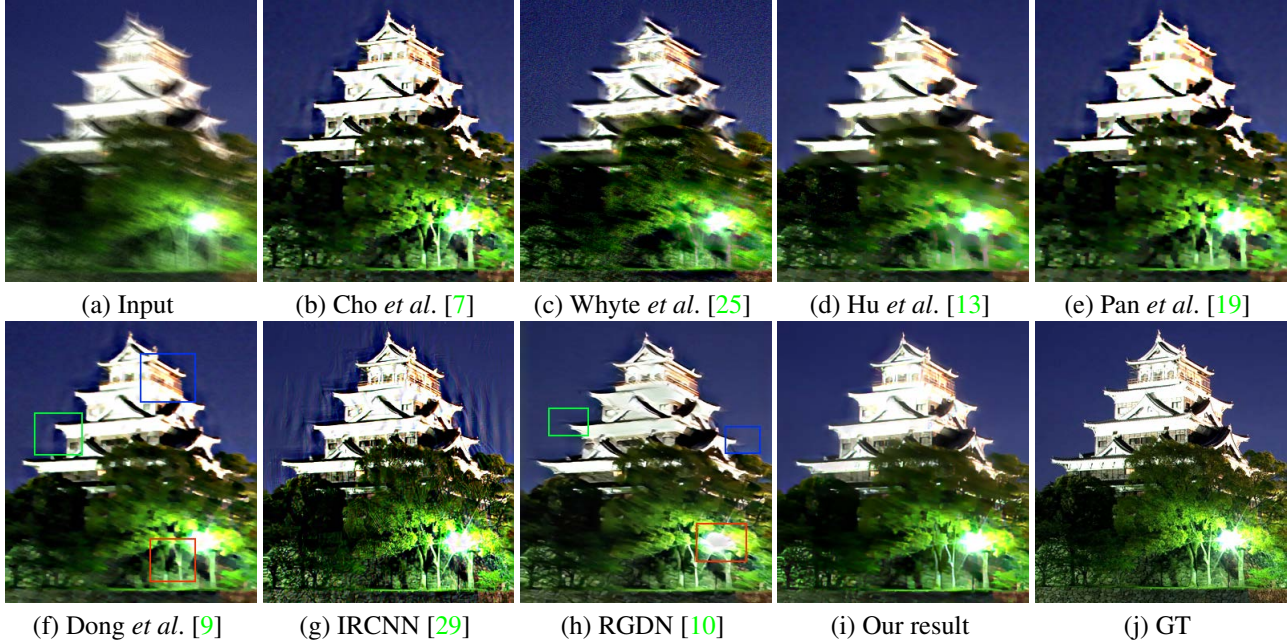 (a) Input
(b) Cho et al. [7]
(c) Whyte et al. [25]
(d) Hu et al. [13]
(e) Pan et al. [19]
(f) Dong et al. [9]
(g) IRCNN [29]
(h) RGDN [10]
(i) Our result
(j) GT